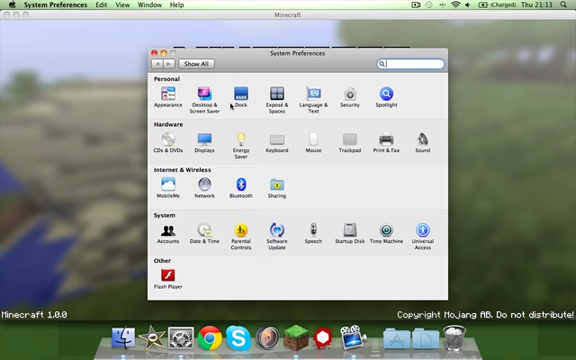 System Preferences Edit View Window Help (Charged) Thu 21:13
Minecraft
System Preferences
Show All
Personal
Appearance Desktop & Screen Saver Dock Exposé & Spaces Language & Text Security Spotlight
Hardware
CDs & DVDs Displays Energy Saver Keyboard Mouse Trackpad Print & Fax Sound
Internet & Wireless
MobileMe Network Bluetooth Sharing
System
Accounts Date & Time Parental Controls Software Update Speech Startup Disk Time Machine Universal Access
Other
Flash Player
Minecraft 1.0.0 Copyright Mojang AB. Do not distribute!